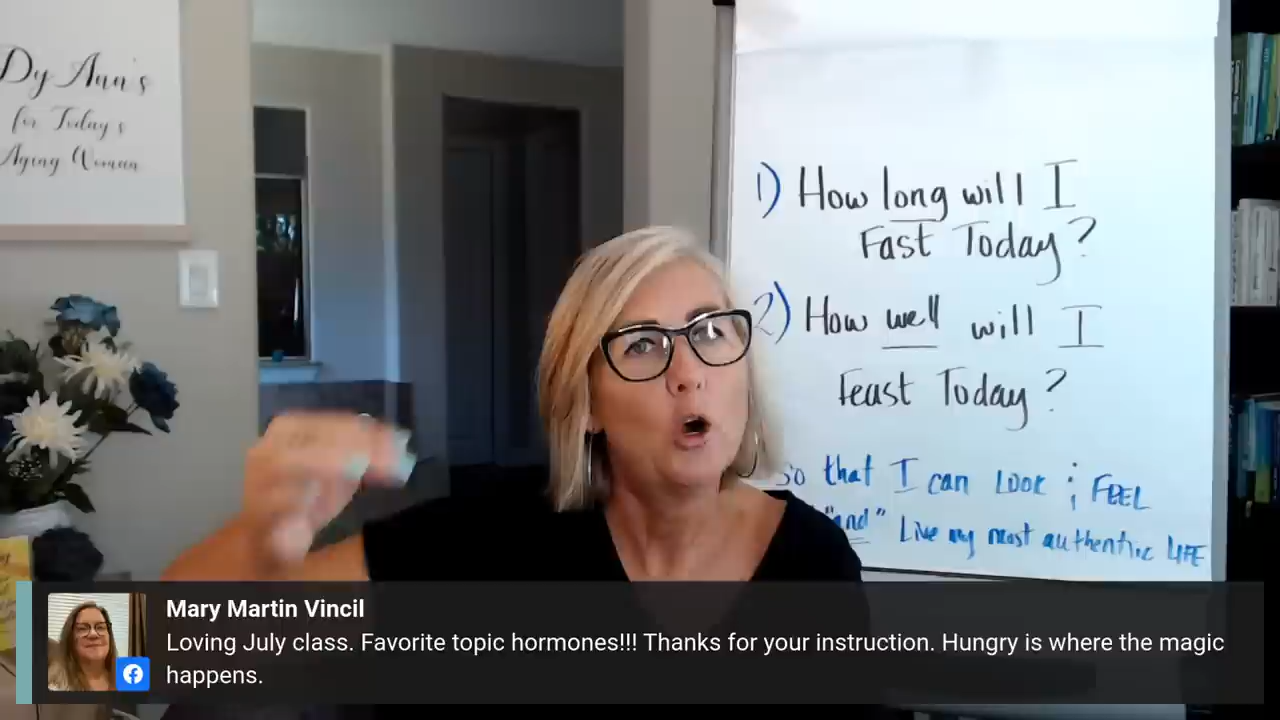 Dy Ann's
for Today's
Aging Woman
1) How long will I
Fast Today?
2) How well will I
Feast Today?
so that I can Look ; FEEL
"and" Live my most authentic LIFE
Mary Martin Vincil
Loving July class. Favorite topic hormones!!! Thanks for your instruction. Hungry is where the magic
happens.